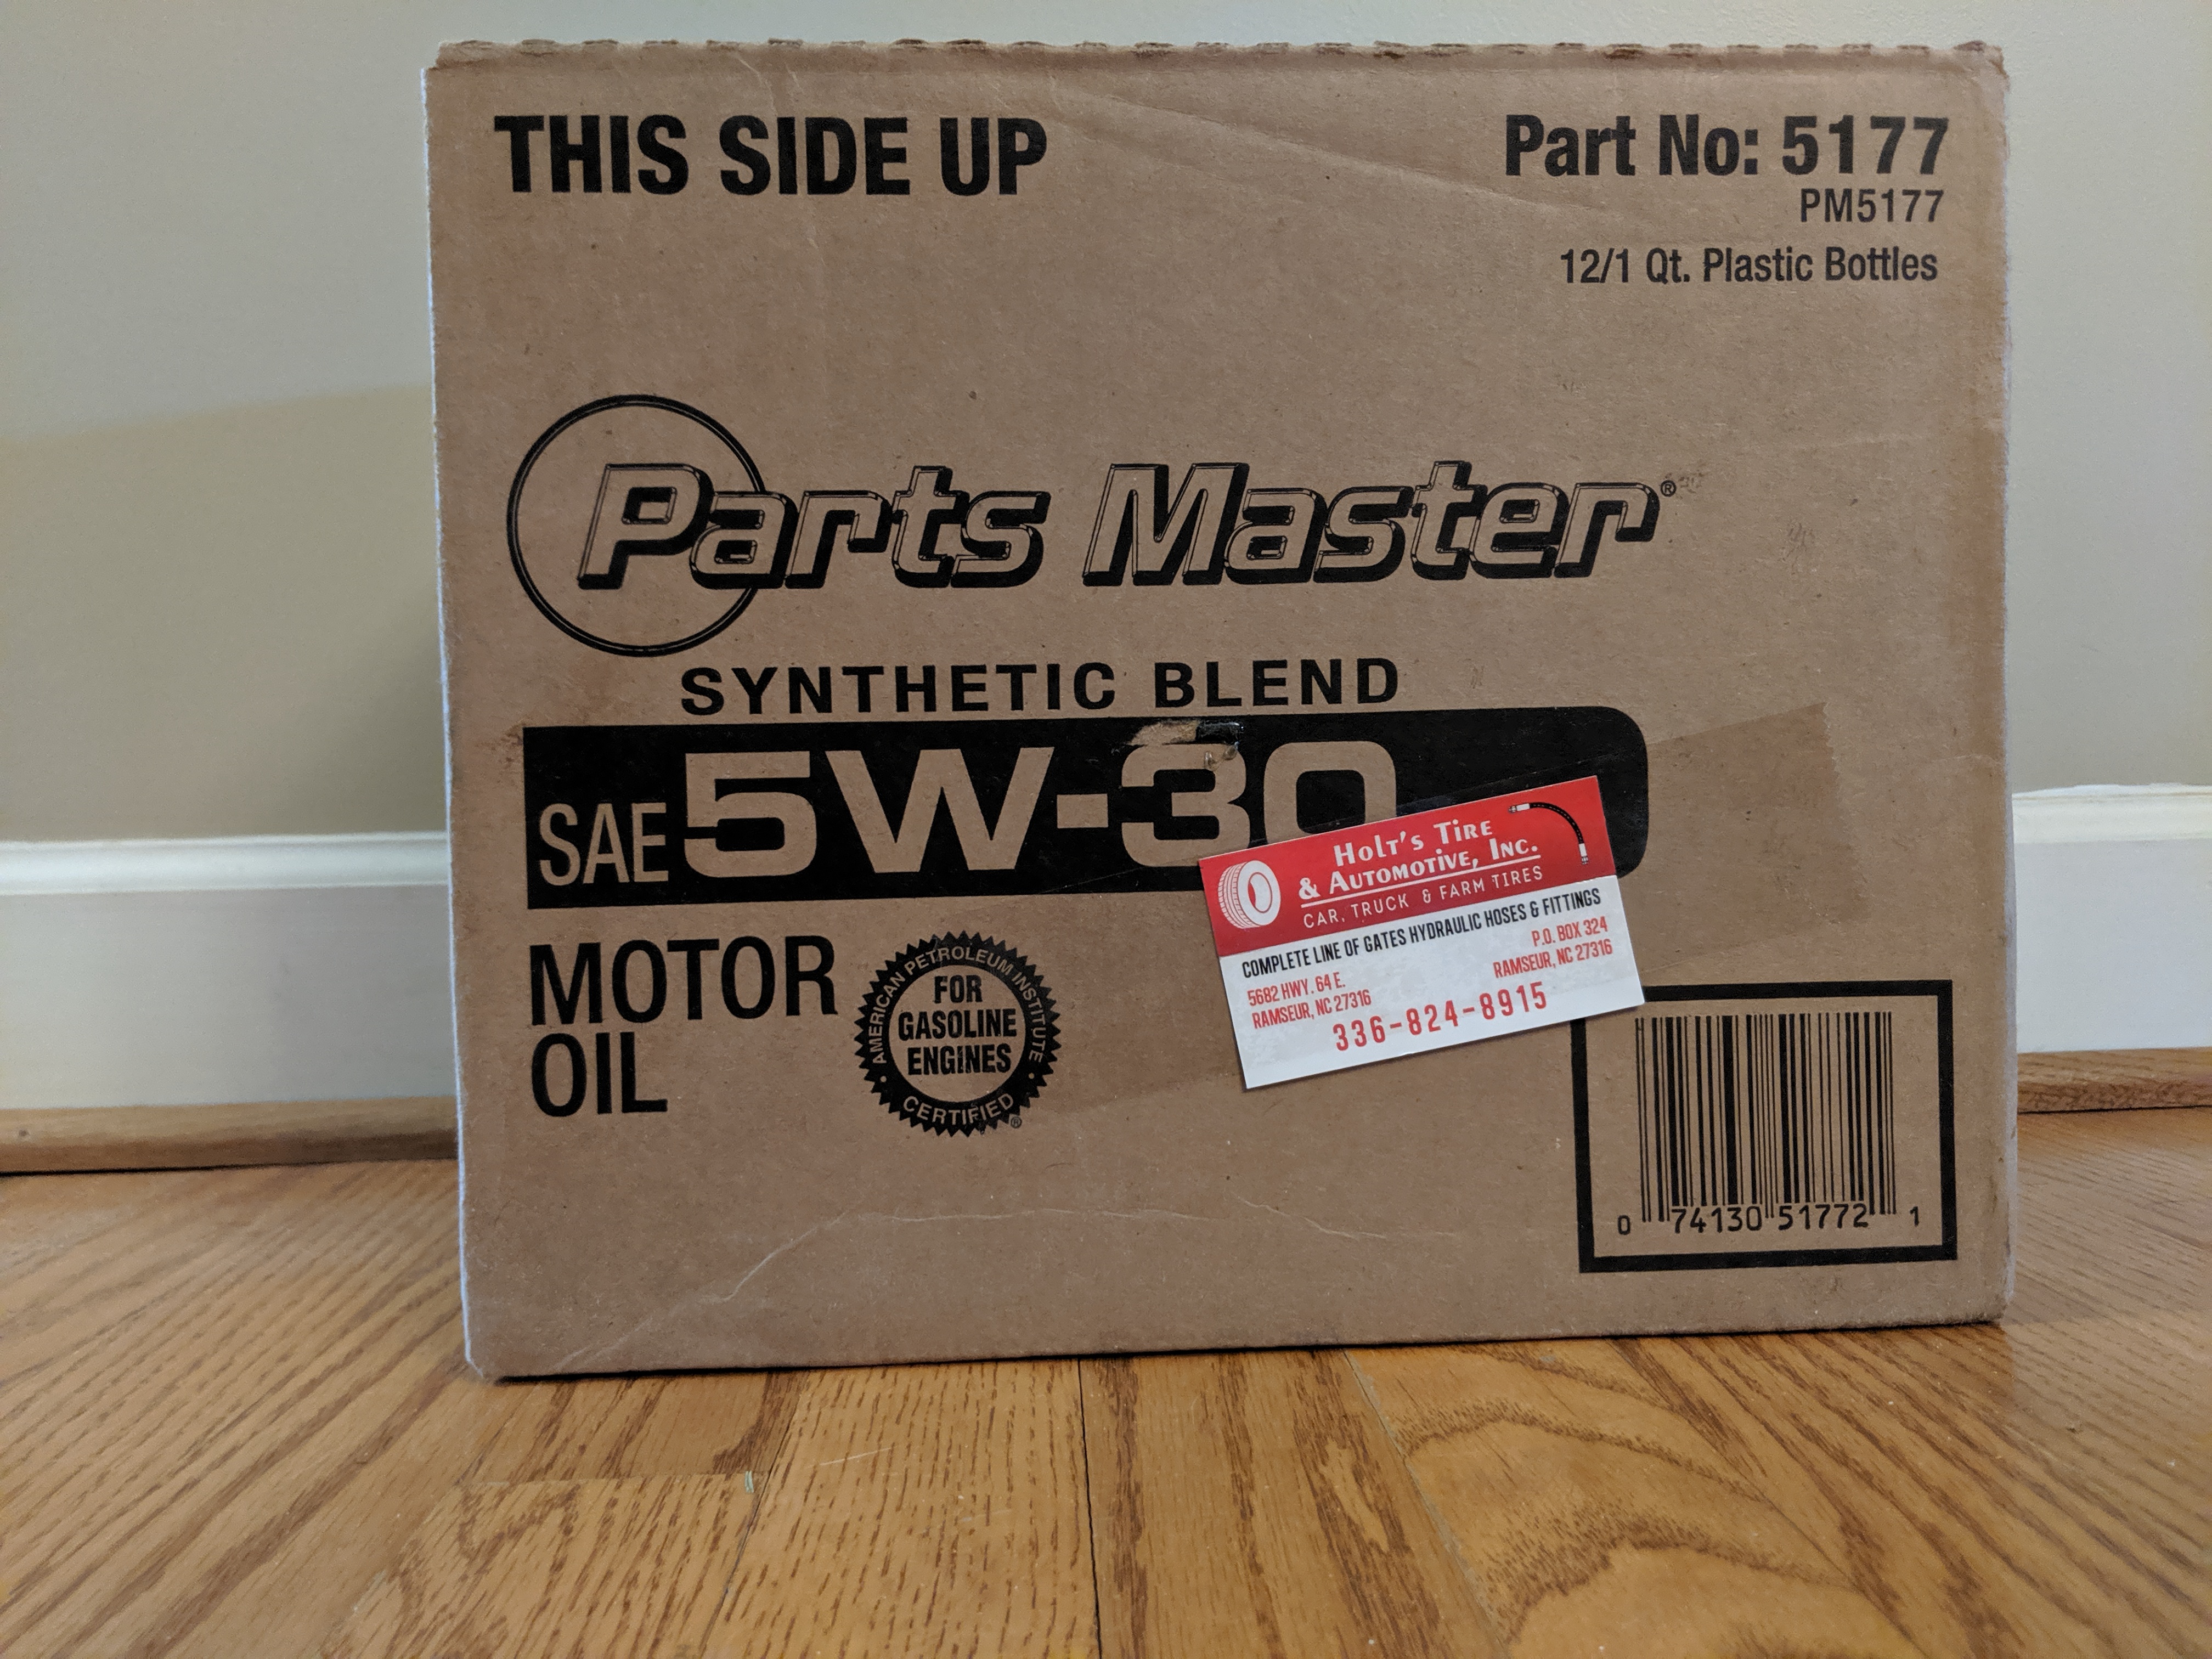 THIS SIDE UP
Part No: 5177
PM5177
12/1 Qt. Plastic Bottles
Parts Master®
SYNTHETIC BLEND
SAE 5W-30
MOTOR
OIL
AMERICAN PETROLEUM INSTITUTE
FOR
GASOLINE
ENGINES
CERTIFIED®
Holt's Tire
& Automotive, Inc.
CAR, TRUCK & FARM TIRES
COMPLETE LINE OF GATES HYDRAULIC HOSES & FITTINGS
5682 HWY. 64 E.
RAMSEUR, NC 27316
P.O. BOX 324
RAMSEUR, NC 27316
336-824-8915
0 74130 51772 1